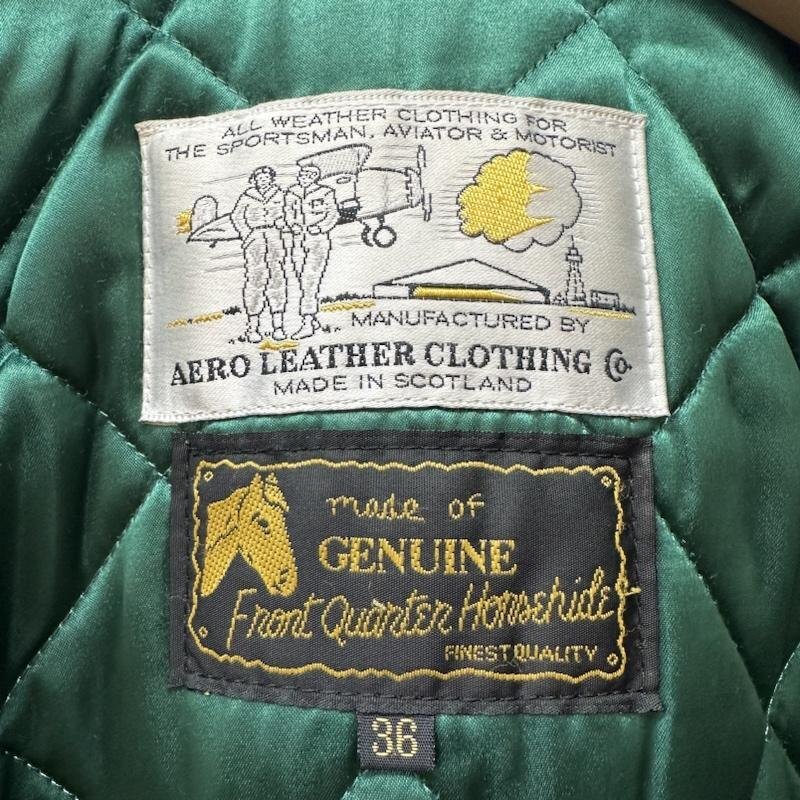 ALL WEATHER CLOTHING FOR
THE SPORTSMAN, AVIATOR & MOTORIST
MANUFACTURED BY
AERO LEATHER CLOTHING Co.
MADE IN SCOTLAND
made of
GENUINE
Front Quarter Horsehide
FINEST QUALITY
36